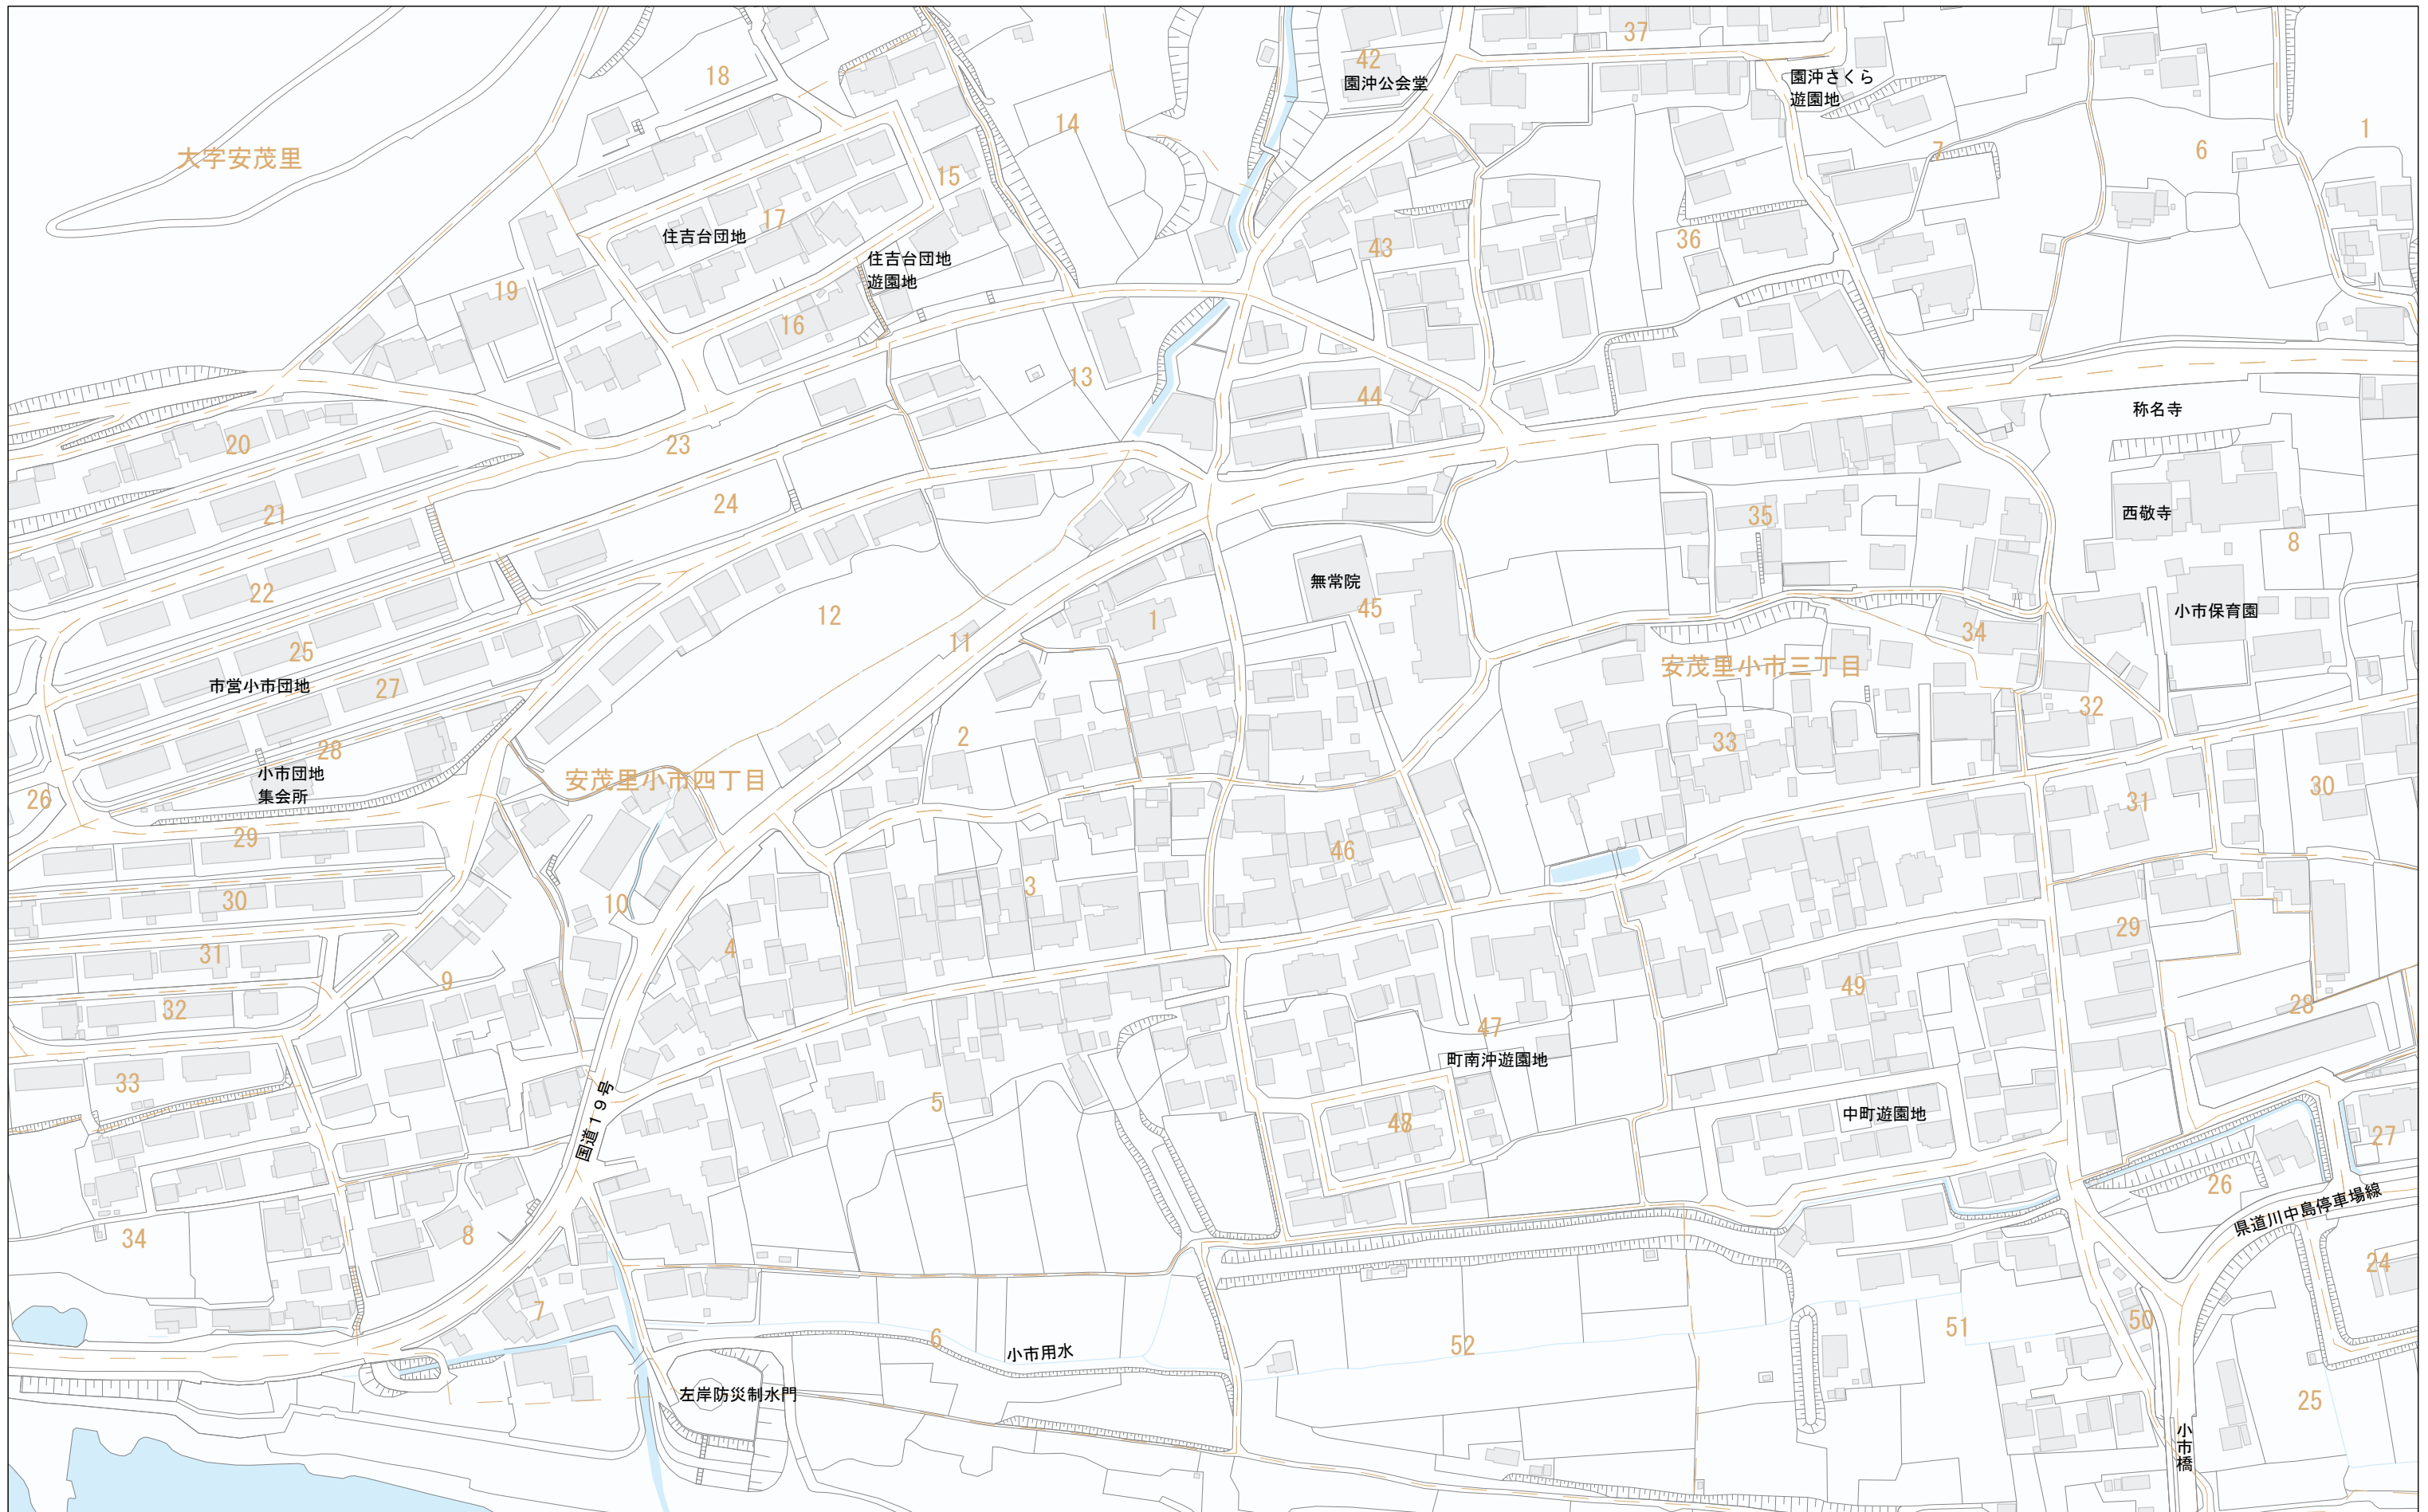 37
42
園沖公会堂
18
園沖さくら
遊園地
14
1
7
6
大字安茂里
15
17
住吉台団地
36
43
住吉台団地
遊園地
19
16
13
44
称名寺
20
23
24
21
35
西敬寺
8
無常院
22
45
12
1
小市保育園
34
11
25
安茂里小市三丁目
市営小市団地
27
32
2
33
28
小市団地
集会所
安茂里小市四丁目
30
26
31
29
46
3
30
10
29
4
31
9
49
28
32
47
町南沖遊園地
33
国道19号
5
48
中町遊園地
27
26
県道川中島停車場線
34
8
24
7
50
51
6
小市用水
52
左岸防災制水門
25
小市橋